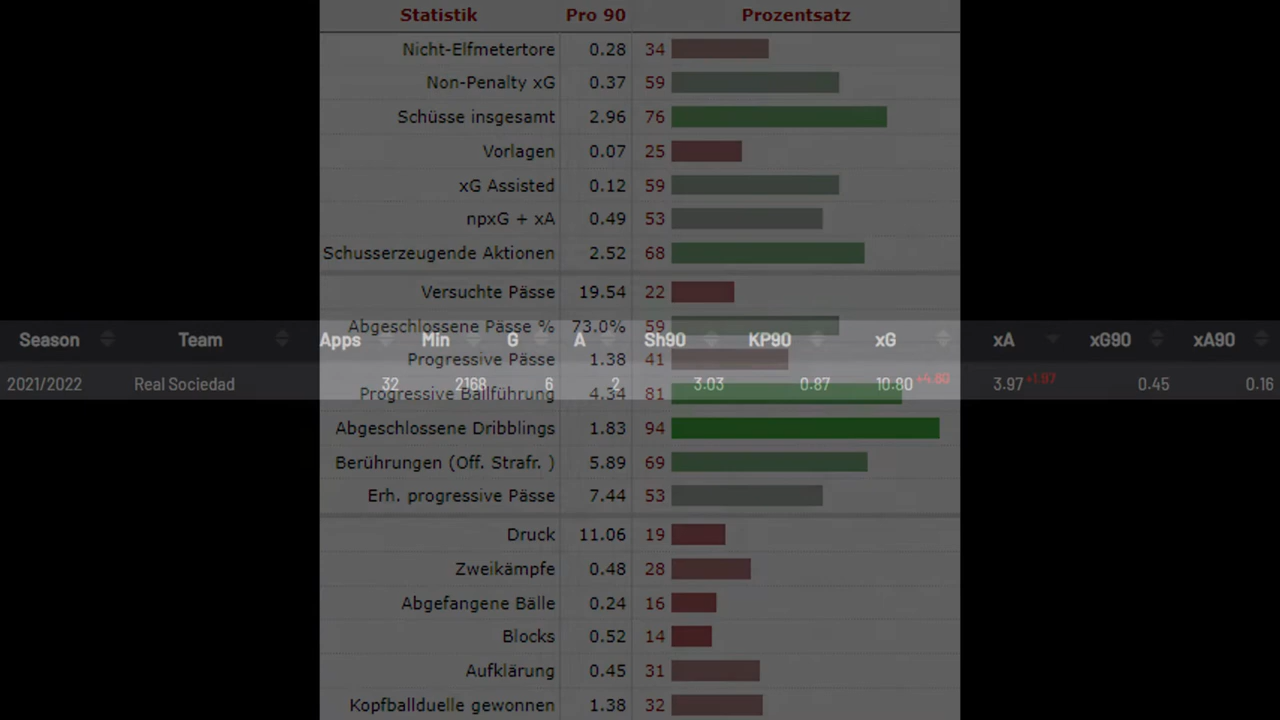 Statistik Pro 90 Prozentsatz
Nicht-Elfmetertore 0.28 34
Non-Penalty xG 0.37 59
Schüsse insgesamt 2.96 76
Vorlagen 0.07 25
xG Assisted 0.12 59
npxG + xA 0.49 53
Schusserzeugende Aktionen 2.52 68
Versuchte Pässe 19.54 22
Abgeschlossene Pässe % 73.0% 59
Season Team Apps Min G A Sh90 KP90 xG xA xG90 xA90
Progressive Pässe 1.38 41
2021/2022 Real Sociedad 32 2168 6 2 3.03 0.87 10.80 +4.80 3.97 +1.97 0.45 0.16
Progressive Ballführung 4.34 81
Abgeschlossene Dribblings 1.83 94
Berührungen (Off. Strafr. ) 5.89 69
Erh. progressive Pässe 7.44 53
Druck 11.06 19
Zweikämpfe 0.48 28
Abgefangene Bälle 0.24 16
Blocks 0.52 14
Aufklärung 0.45 31
Kopfballduelle gewonnen 1.38 32